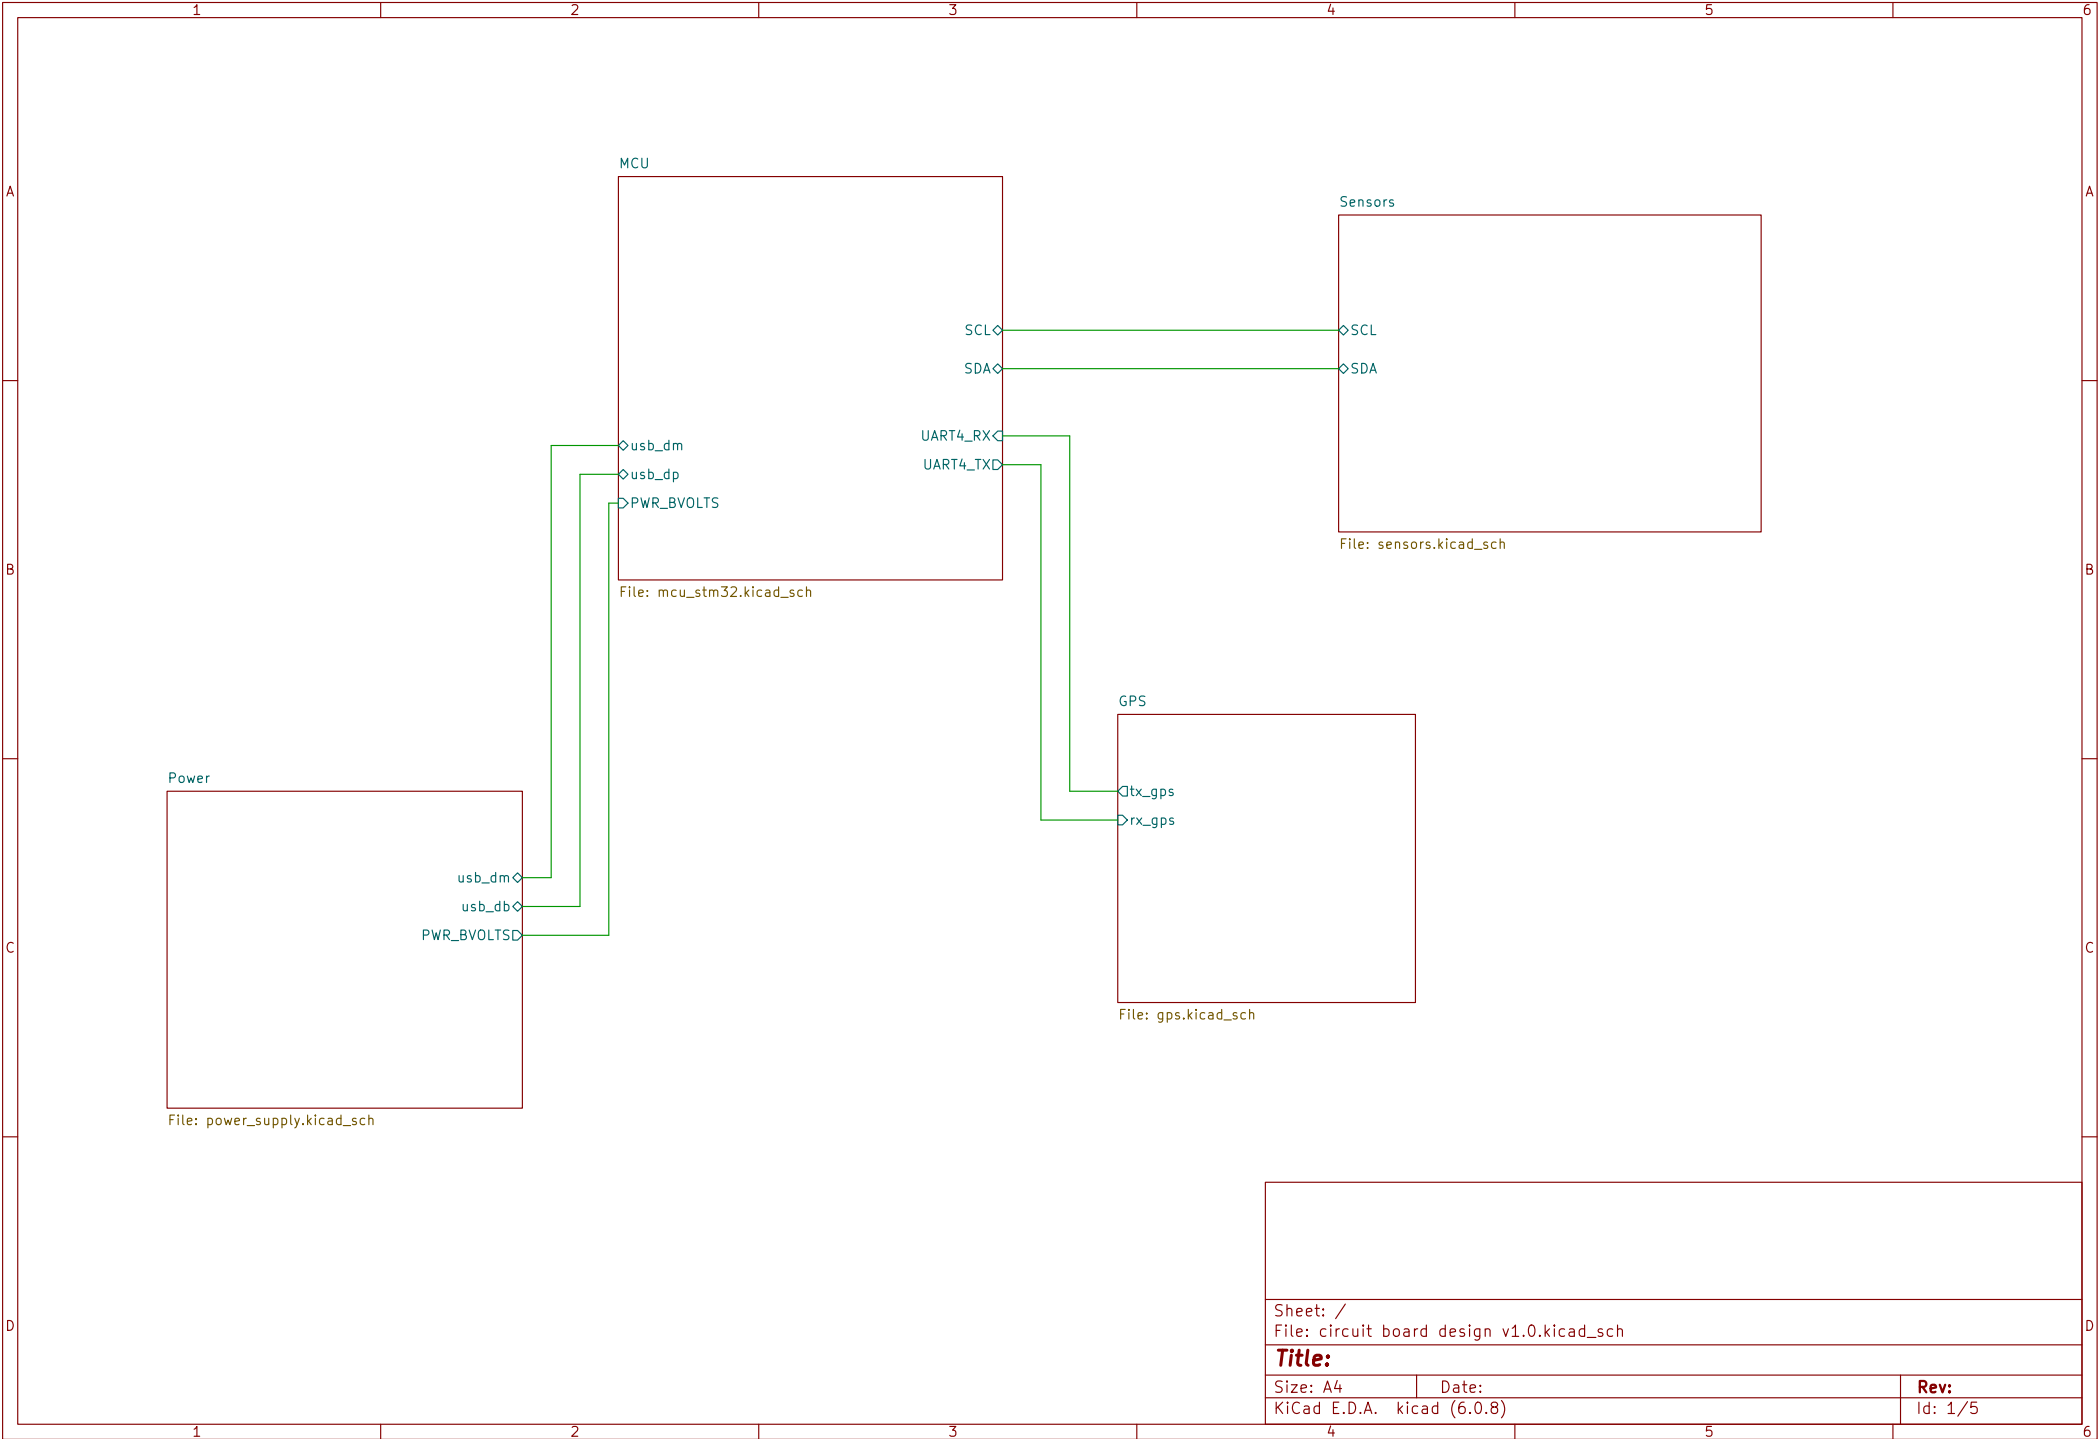 1 2 3 4 5 6
A A
MCU
Sensors
SCL SCL
SDA SDA
UART4_RX
usb_dm
UART4_TX
usb_dp
PWR_BVOLTS
File: sensors.kicad_sch
B B
File: mcu_stm32.kicad_sch
GPS
Power
tx_gps
rx_gps
usb_dm
usb_db
PWR_BVOLTS
C C
File: gps.kicad_sch
File: power_supply.kicad_sch
Sheet: /
D D
File: circuit board design v1.0.kicad_sch
Title:
Size: A4 Date: Rev:
KiCad E.D.A. kicad (6.0.8) Id: 1/5
1 2 3 4 5 6